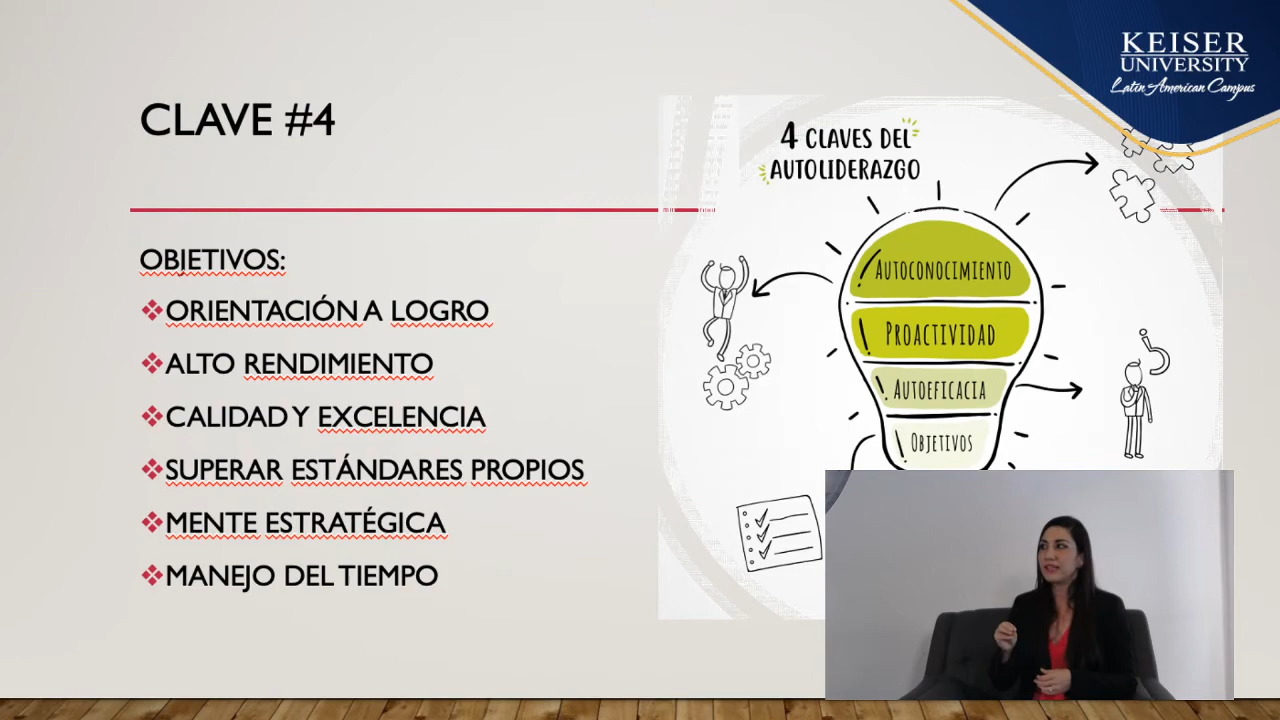 KEISER
UNIVERSITY
Latin American Campus
CLAVE #4
4 CLAVES DEL
AUTOLIDERAZGO
OBJETIVOS:
ORIENTACIÓN A LOGRO
ALTO RENDIMIENTO
CALIDAD Y EXCELENCIA
SUPERAR ESTÁNDARES PROPIOS
MENTE ESTRATÉGICA
MANEJO DEL TIEMPO
AUTOCONOCIMIENTO
PROACTIVIDAD
AUTOEFICACIA
OBJETIVOS